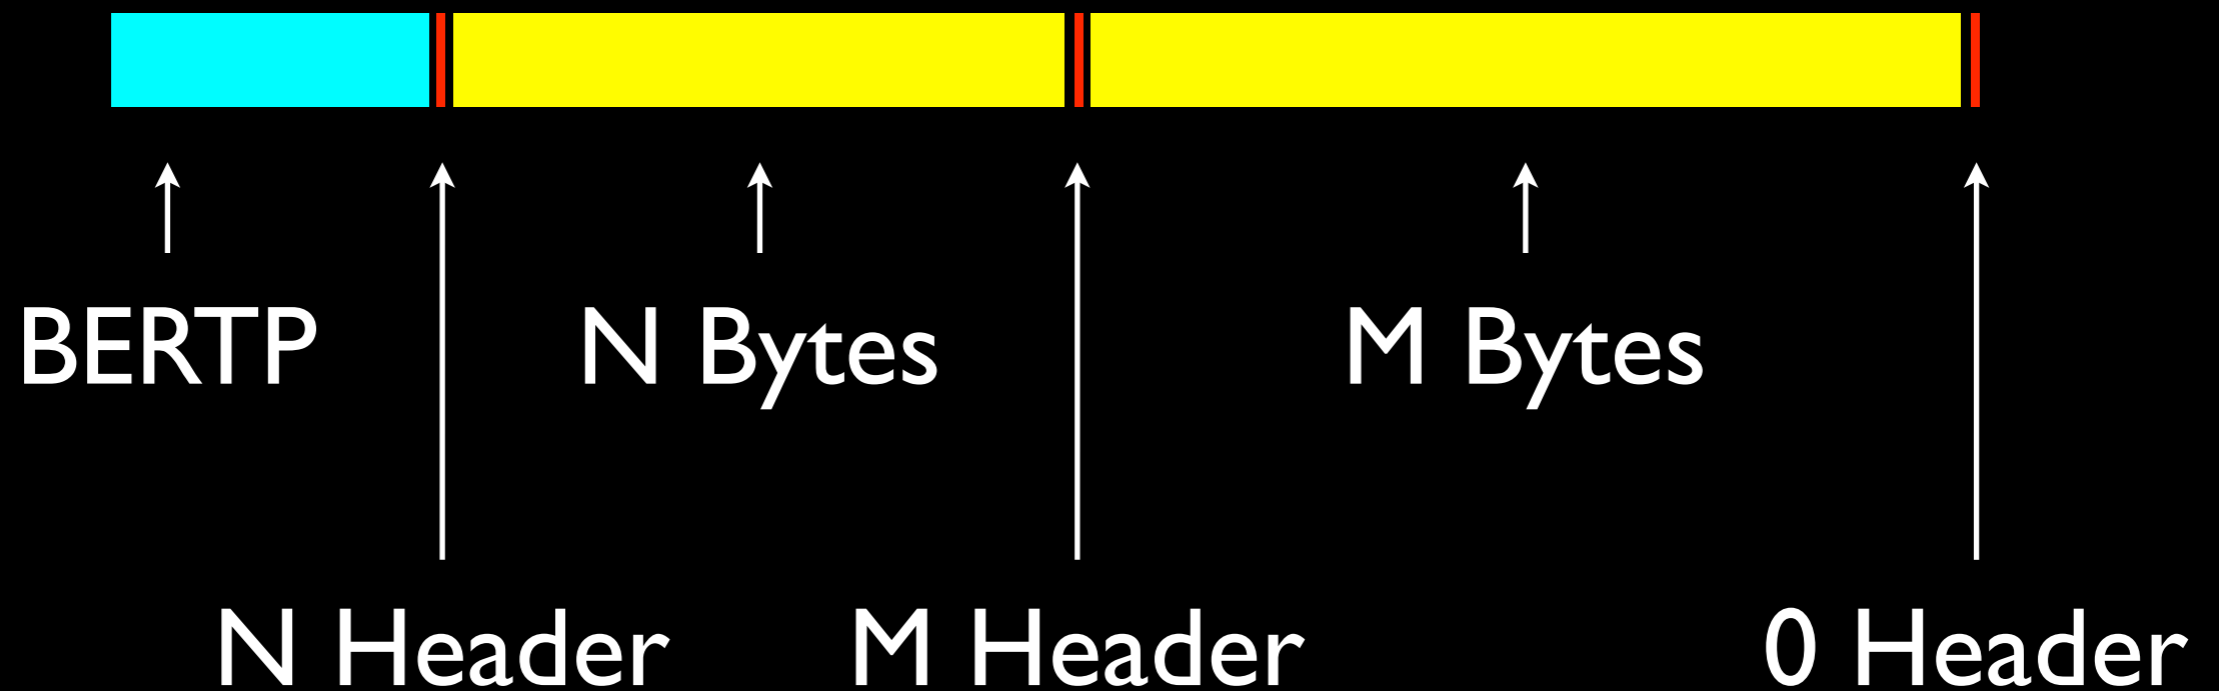 BERTP
N Bytes
M Bytes
N Header
M Header
0 Header